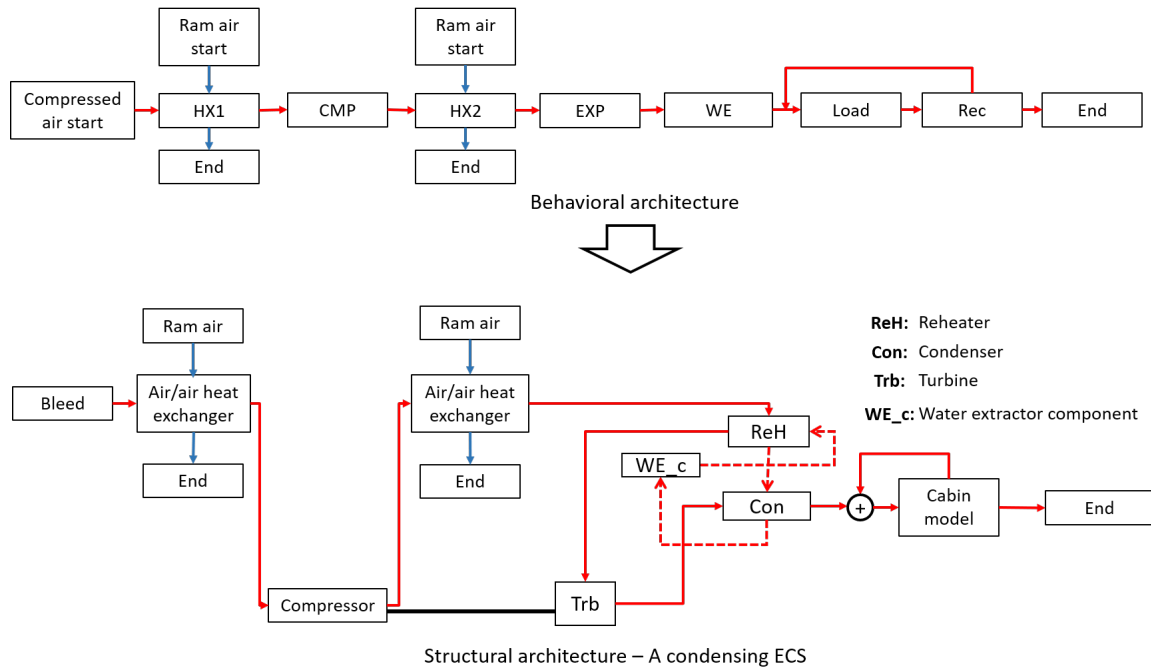 Ram air
start
Ram air
start
Compressed
air start
HX1
CMP
HX2
EXP
WE
Load
Rec
End
End
End
Behavioral architecture
Ram air
Ram air
ReH: Reheater
Con: Condenser
Trb: Turbine
WE_c: Water extractor component
Bleed
Air/air heat
exchanger
Air/air heat
exchanger
ReH
WE_c
End
End
Con
+
Cabin
model
End
Compressor
Trb
Structural architecture – A condensing ECS